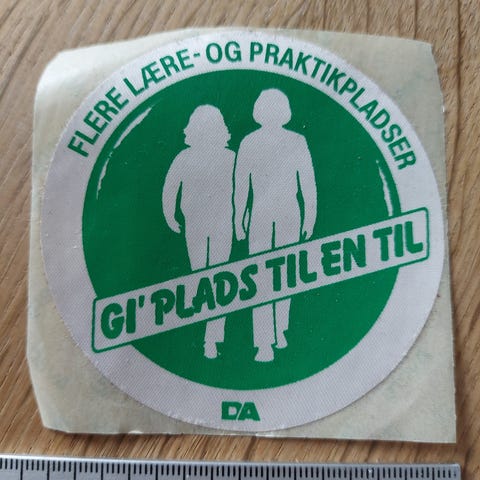 FLERE LÆRE- OG PRAKTIKPLADSER
GI' PLADS TIL EN TIL
DA